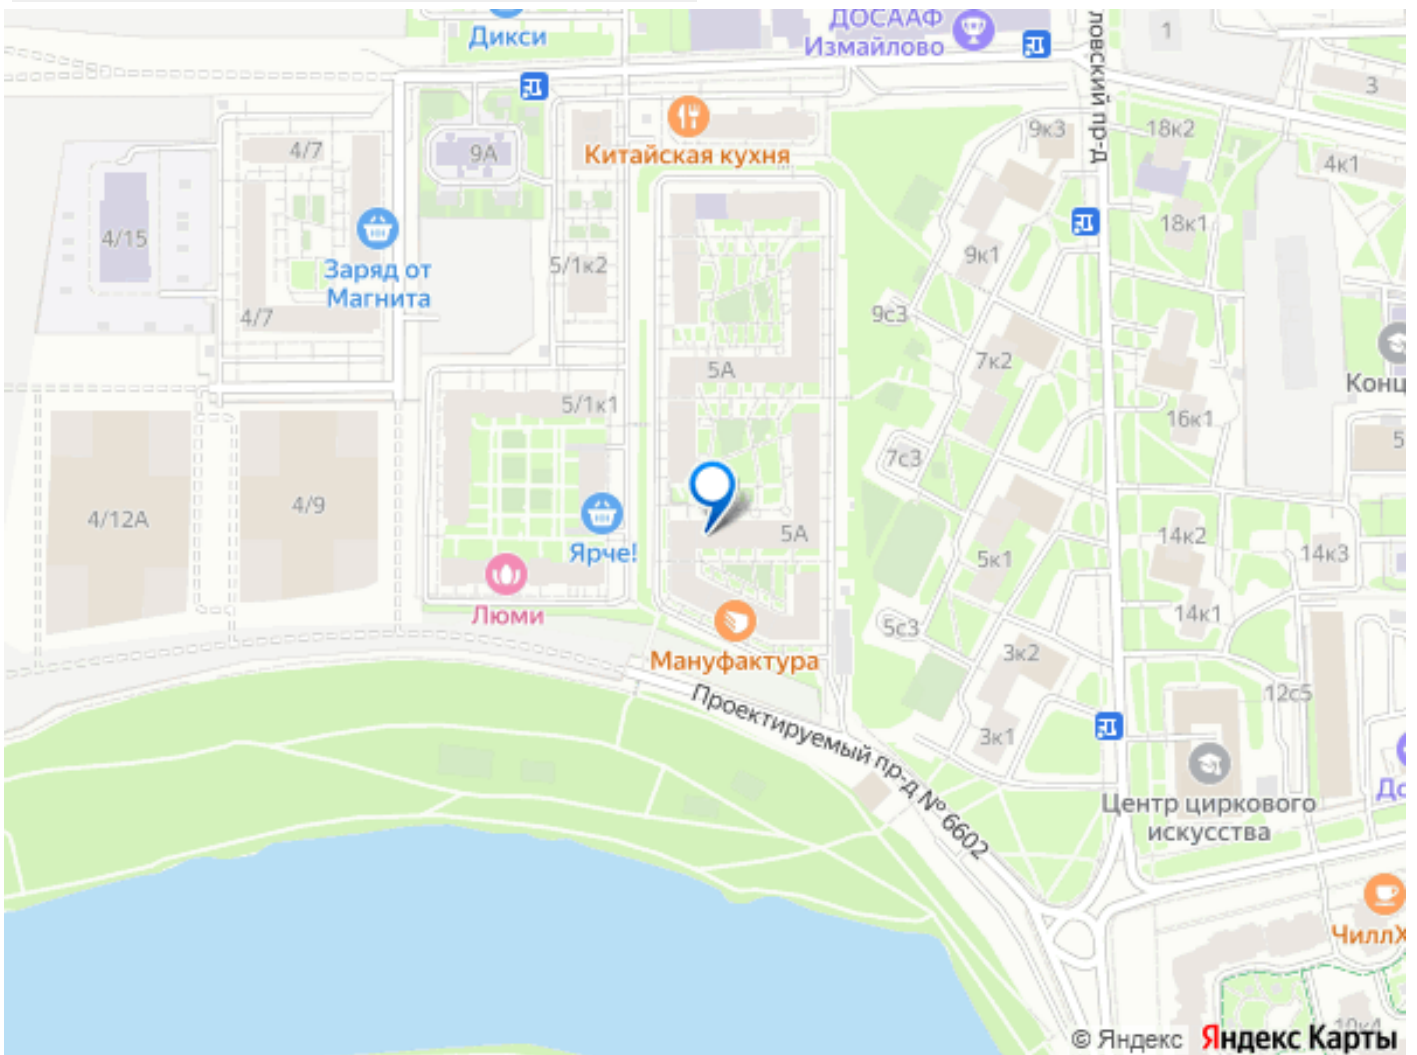 Дикси
ДОСААФ
Измайлово
1
ловский пр-д
3
9к3
18к2
4/7
9А
Китайская кухня
4к1
4/15
18к1
9к1
5/1к2
Заряд от
Магнита
4/7
9с3
7к2
5А
Конц
5/1к1
16к1
5
7с3
4/9
4/12А
5А
14к2
14к3
Ярче!
5к1
Люми
14к1
5с3
3к2
Мануфактура
12с5
Проектируемый пр-д № 6602
3к1
До
Центр циркового
искусства
ЧиллХ
10к4
© Яндекс Яндекс Карты